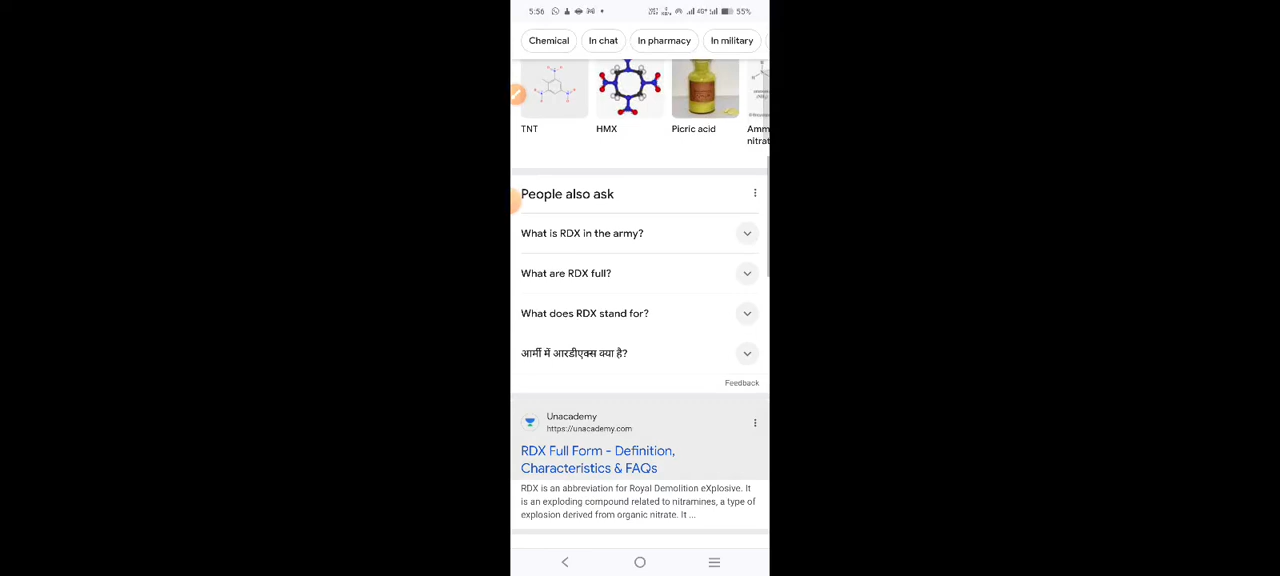 5:56 55%
Chemical In chat In pharmacy In military
TNT HMX Picric acid Amm
nitrat
People also ask
What is RDX in the army?
What are RDX full?
What does RDX stand for?
आर्मी में आरडीएक्स क्या है?
Feedback
Unacademy
https://unacademy.com
RDX Full Form - Definition,
Characteristics & FAQs
RDX is an abbreviation for Royal Demolition eXplosive. It
is an exploding compound related to nitramines, a type of
explosion derived from organic nitrate. It ...